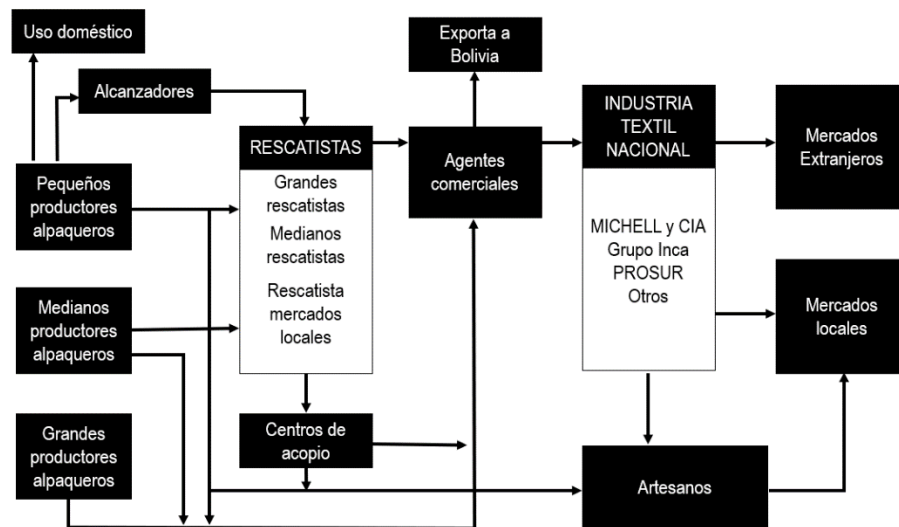 Uso doméstico
Alcanzadores
Pequeños
productores
alpaqueros
Medianos
productores
alpaqueros
Grandes
productores
alpaqueros
RESCATISTAS
Grandes
rescatistas
Medianos
rescatistas
Rescatista
mercados
locales
Centros de
acopio
Exporta a
Bolivia
Agentes
comerciales
INDUSTRIA
TEXTIL
NACIONAL
MICHELL y CIA
Grupo Inca
PROSUR
Otros
Artesanos
Mercados
Extranjeros
Mercados
locales